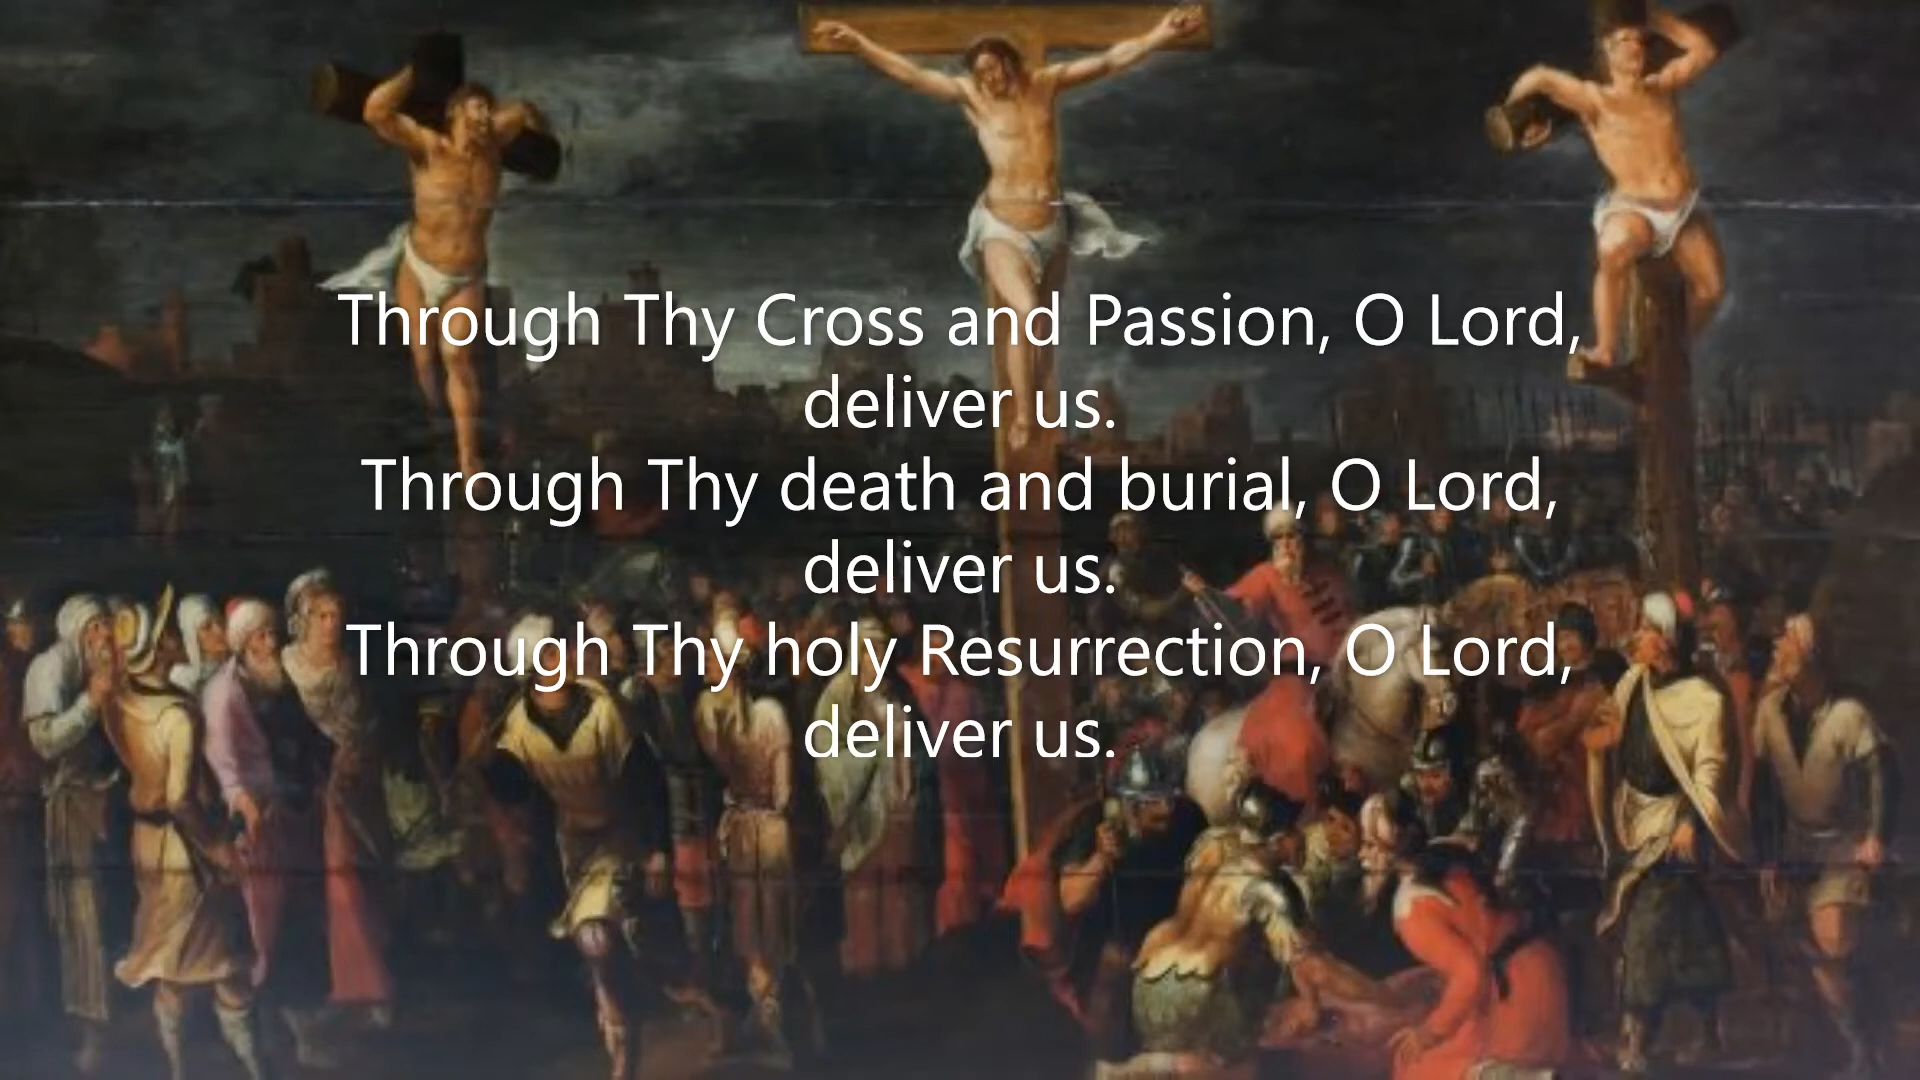 Through Thy Cross and Passion, O Lord,
deliver us.
Through Thy death and burial, O Lord,
deliver us.
Through Thy holy Resurrection, O Lord,
deliver us.